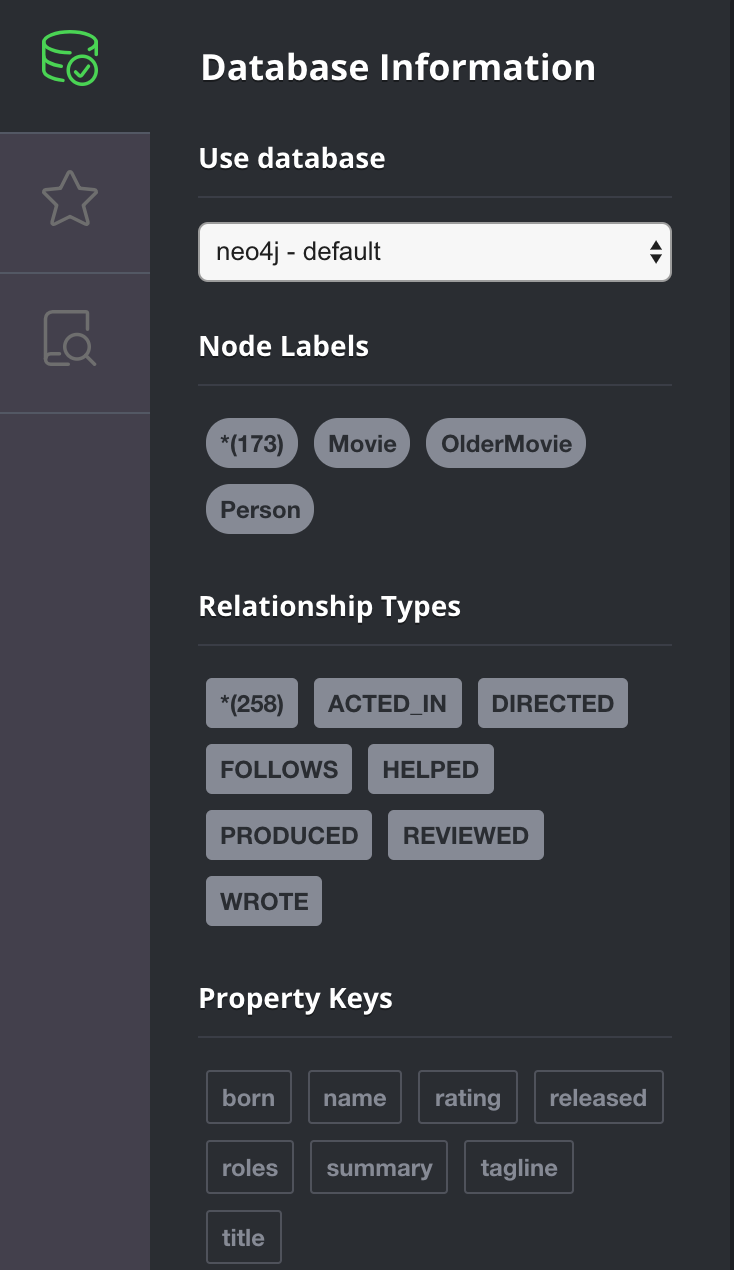 Database Information
Use database
neo4j - default
Node Labels
*(173) Movie OlderMovie
Person
Relationship Types
*(258) ACTED_IN DIRECTED
FOLLOWS HELPED
PRODUCED REVIEWED
WROTE
Property Keys
born name rating released
roles summary tagline
title